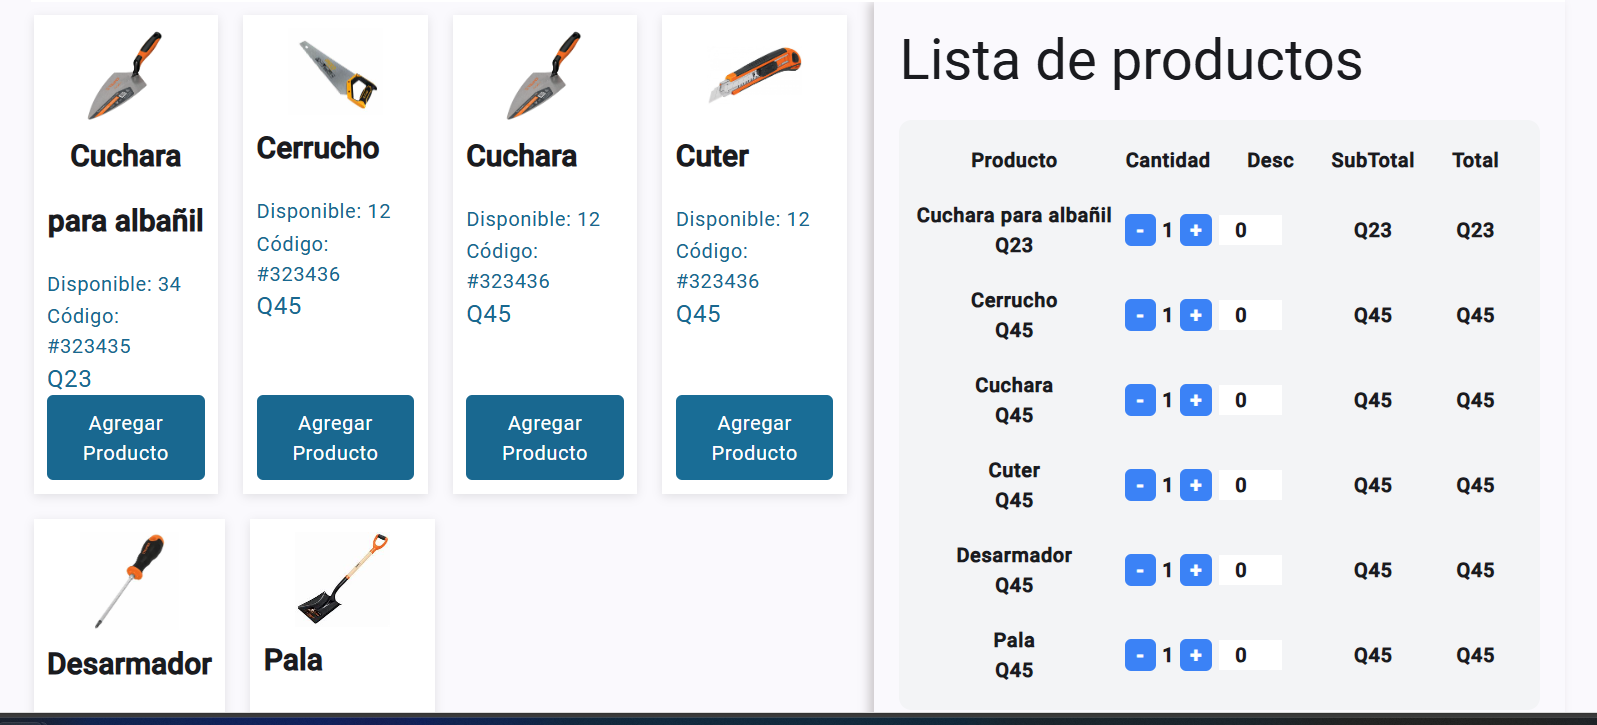 Cuchara
para albañil
Disponible: 34
Código:
#323435
Q23
Agregar
Producto
Cerrucho
Disponible: 12
Código:
#323436
Q45
Agregar
Producto
Cuchara
Disponible: 12
Código:
#323436
Q45
Agregar
Producto
Cuter
Disponible: 12
Código:
#323436
Q45
Agregar
Producto
Desarmador
Pala
Lista de productos
Producto Cantidad Desc SubTotal Total
Cuchara para albañil
Q23
- 1 + 0 Q23 Q23
Cerrucho
Q45
- 1 + 0 Q45 Q45
Cuchara
Q45
- 1 + 0 Q45 Q45
Cuter
Q45
- 1 + 0 Q45 Q45
Desarmador
Q45
- 1 + 0 Q45 Q45
Pala
Q45
- 1 + 0 Q45 Q45